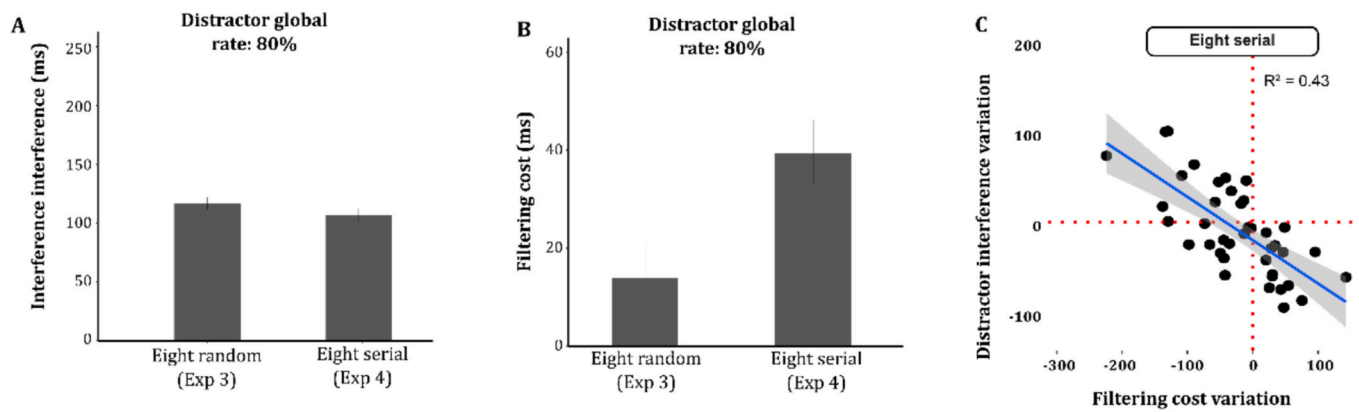 A
Distractor global
rate: 80%
Interference interference (ms)
250
200
150
100
50
0
Eight random
(Exp 3)
Eight serial
(Exp 4)
B
Distractor global
rate: 80%
Filtering cost (ms)
60
40
20
0
Eight random
(Exp 3)
Eight serial
(Exp 4)
C
Eight serial
R² = 0.43
Distractor interference variation
200
100
0
-100
-300
-200
-100
0
100
Filtering cost variation